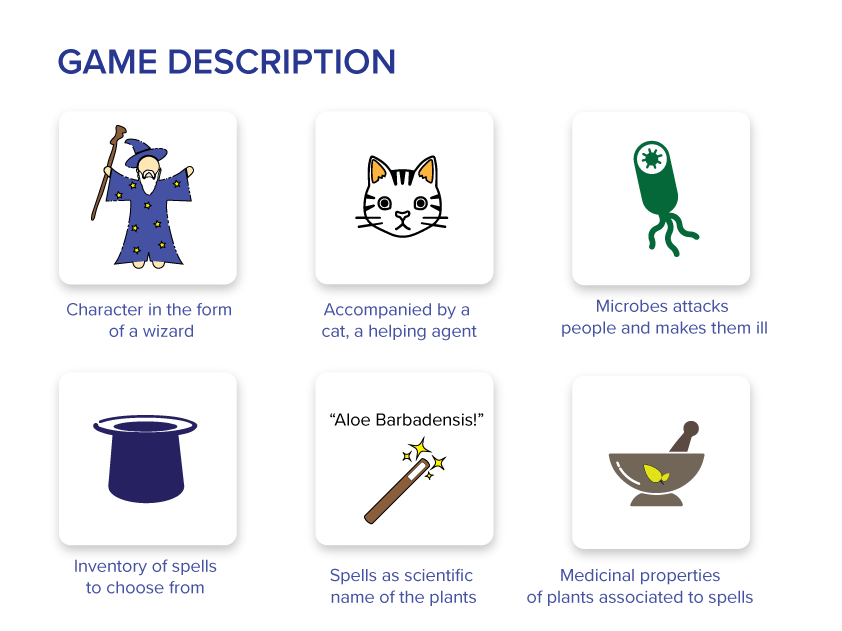 GAME DESCRIPTION
Character in the form
of a wizard
Accompanied by a
cat, a helping agent
Microbes attacks
people and makes them ill
“Aloe Barbadensis!”
Inventory of spells
to choose from
Spells as scientific
name of the plants
Medicinal properties
of plants associated to spells